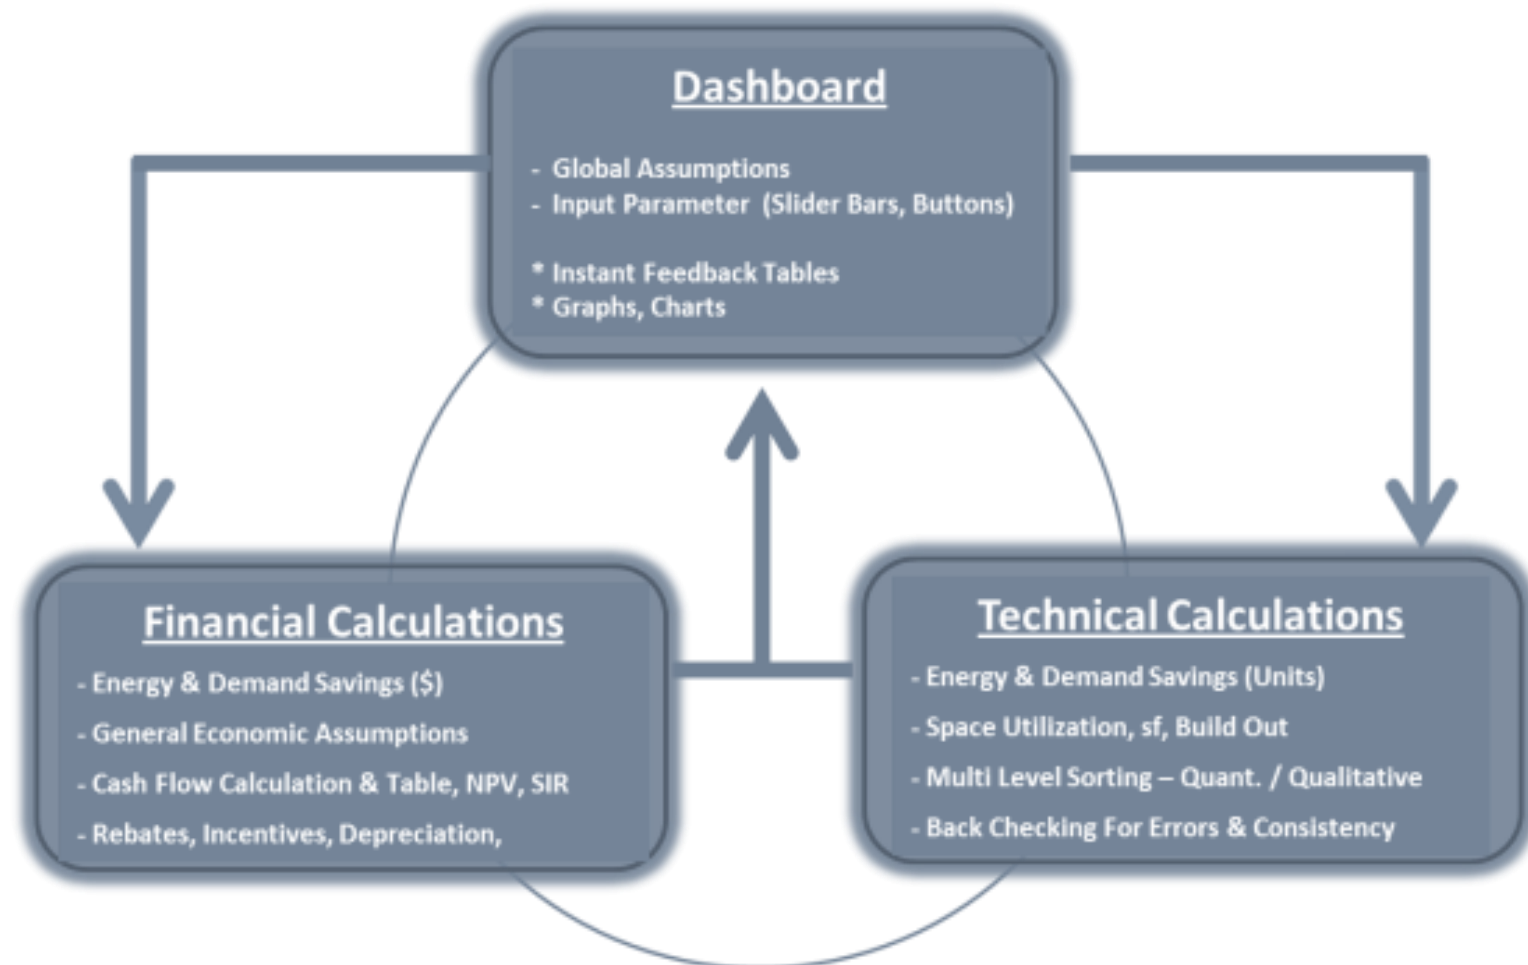 Dashboard
- Global Assumptions
- Input Parameter (Slider Bars, Buttons)
* Instant Feedback Tables
* Graphs, Charts
Financial Calculations
- Energy & Demand Savings ($)
- General Economic Assumptions
- Cash Flow Calculation & Table, NPV, SIR
- Rebates, Incentives, Depreciation,
Technical Calculations
- Energy & Demand Savings (Units)
- Space Utilization, sf, Build Out
- Multi Level Sorting – Quant. / Qualitative
- Back Checking For Errors & Consistency